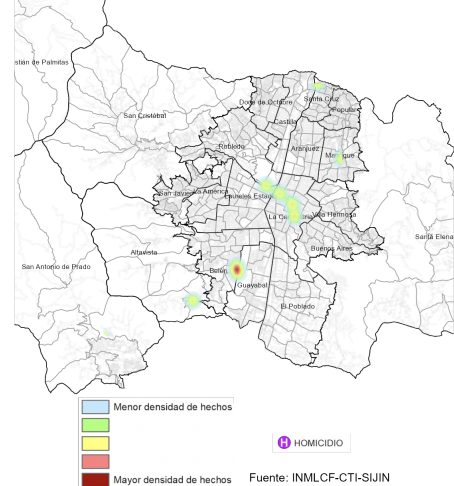 stián de Palmitas
San Cristóbal
Doce de Octubre
Santa Cruz
Popular
Castilla
Robledo
Aranjuez
Manrique
San Javier
La América
Laureles Estadio
La Candelaria
Villa Hermosa
Buenos Aires
Santa Elena
Altavista
San Antonio de Prado
Belén
Guayabal
El Poblado
Menor densidad de hechos
H HOMICIDIO
Mayor densidad de hechos
Fuente: INMLCF-CTI-SIJIN